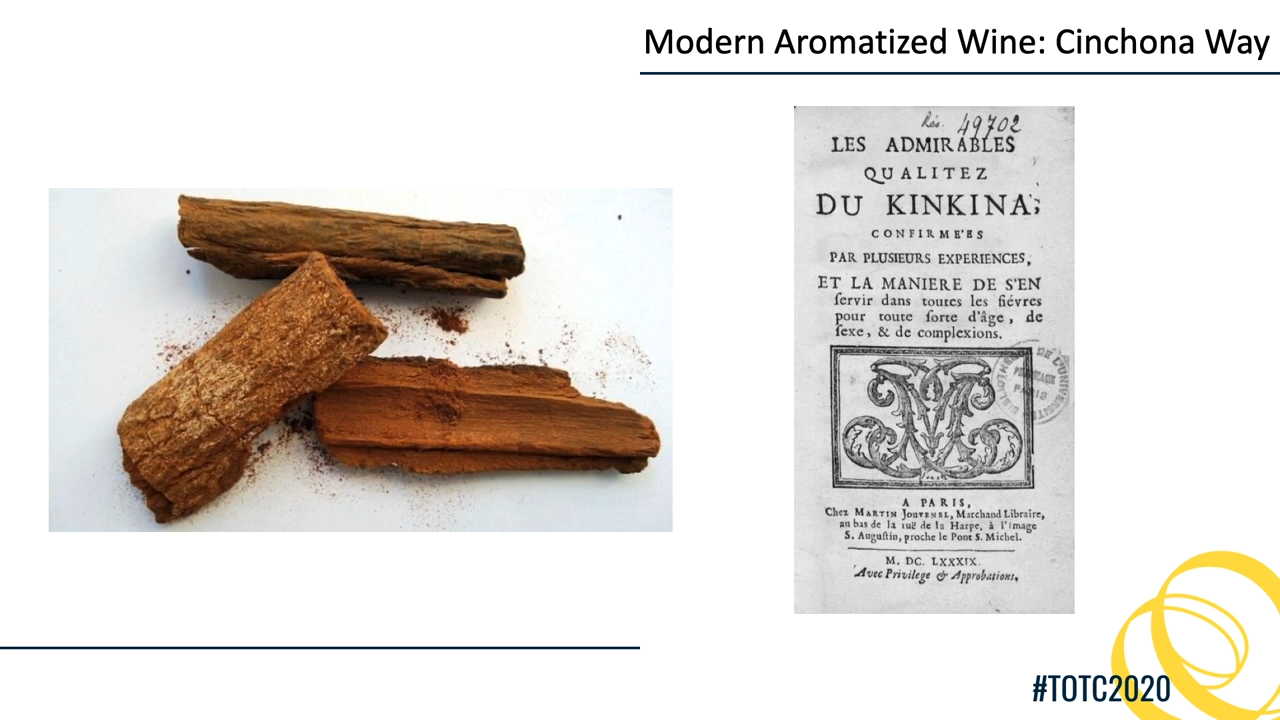 Modern Aromatized Wine: Cinchona Way
Rés. 49702
LES ADMIRABLES
QUALITEZ
DU KINKINA,
CONFIRME'ES
PAR PLUSIEURS EXPERIENCES,
ET LA MANIERE DE S'EN
ſervir dans toutes les fiévres
pour toute ſorte d'âge, de
ſexe, & de complexions.
A PARIS,
Chez MARTIN JOUVENEL, Marchand Libraire,
au bas de la ruë de la Harpe, à l'Image
S. Auguſtin, proche le Pont S. Michel.
M. DC. LXXXIX.
Avec Privilege & Approbations.
#TOTC2020